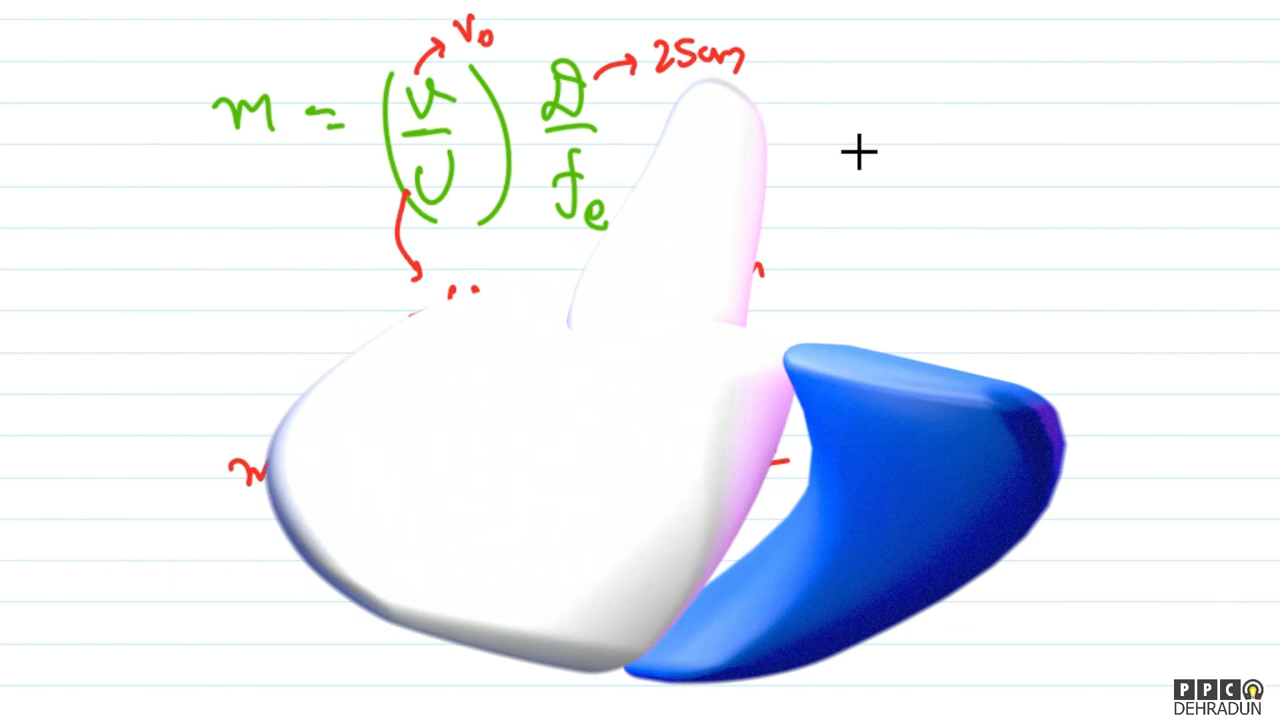 v₀
25cm
m = (v/u) D/fe
PPC
DEHRADUN